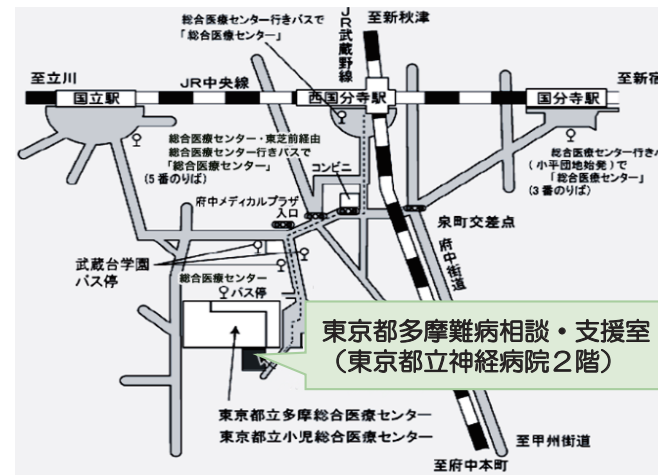 総合医療センター行きバスで
「総合医療センター」
JR武蔵野線
至新秋津
至立川
JR中央線
至新宿
国立駅
西国分寺駅
国分寺駅
総合医療センター・東芝前経由
総合医療センター行きバスで
「総合医療センター」
(5番のりば)
コンビニ
総合医療センター行き
(小平団地始発)で
「総合医療センター」
(3番のりば)
府中メディカルプラザ
入口
泉町交差点
府中街道
武蔵台学園
バス停
総合医療センター
バス停
東京都多摩難病相談・支援室
(東京都立神経病院2階)
東京都立多摩総合医療センター
東京都立小児総合医療センター
至甲州街道
至府中本町